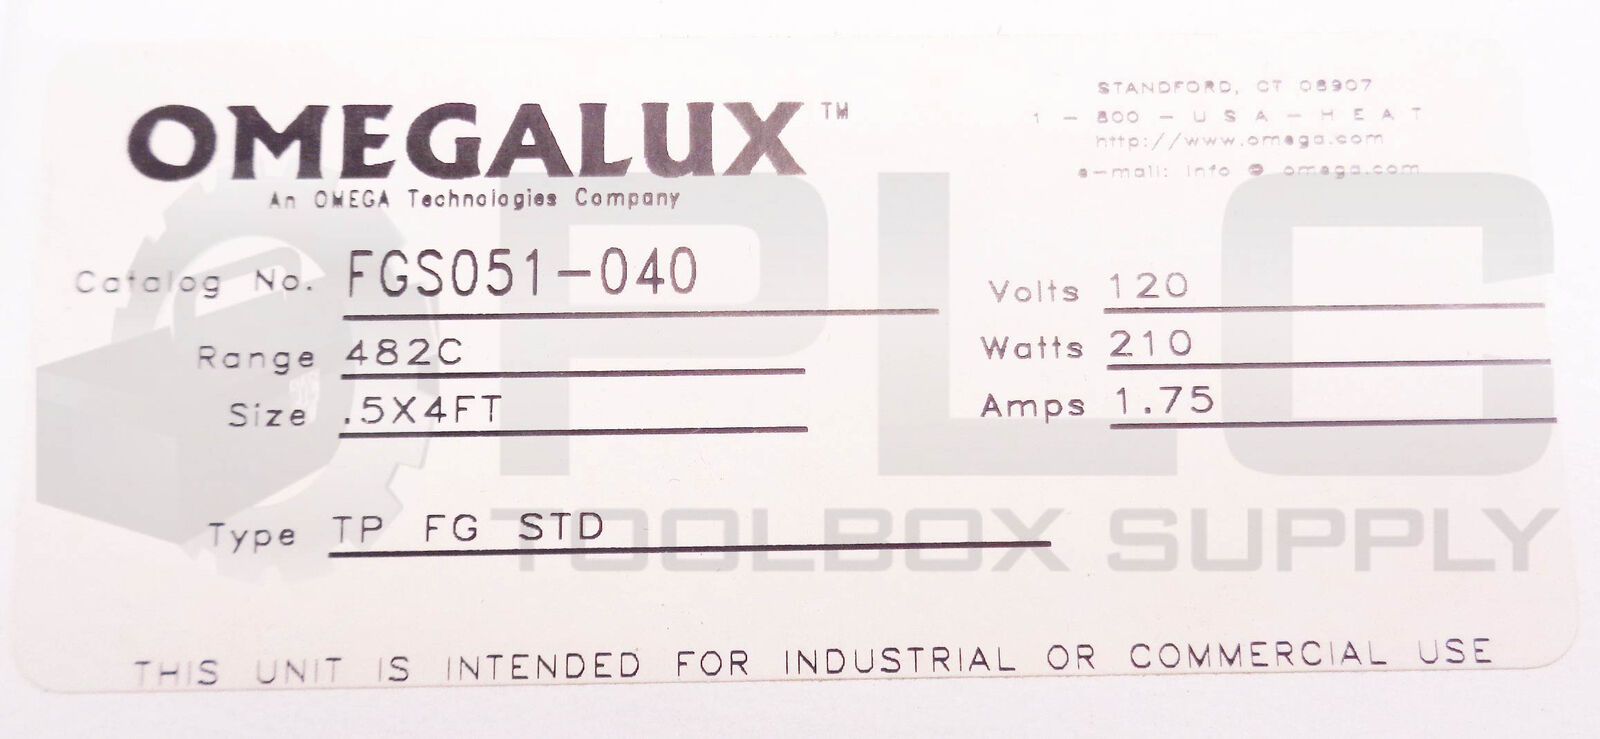 OMEGALUX™
An OMEGA Technologies Company
STANDFORD, CT 06907
1 - 800 - U S A - H E A T
http://www.omega.com
e-mail: info @ omega.com
Catalog No. FGS051-040
Range 482C
Size .5X4FT
Volts 120
Watts 210
Amps 1.75
Type TP FG STD
THIS UNIT IS INTENDED FOR INDUSTRIAL OR COMMERCIAL USE
PLC
TOOLBOX SUPPLY